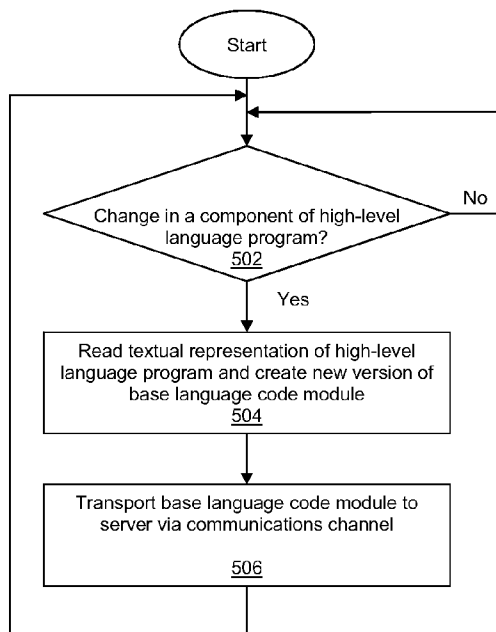 Start
Change in a component of high-level
language program?
502
No
Yes
Read textual representation of high-level
language program and create new version of
base language code module
504
Transport base language code module to
server via communications channel
506